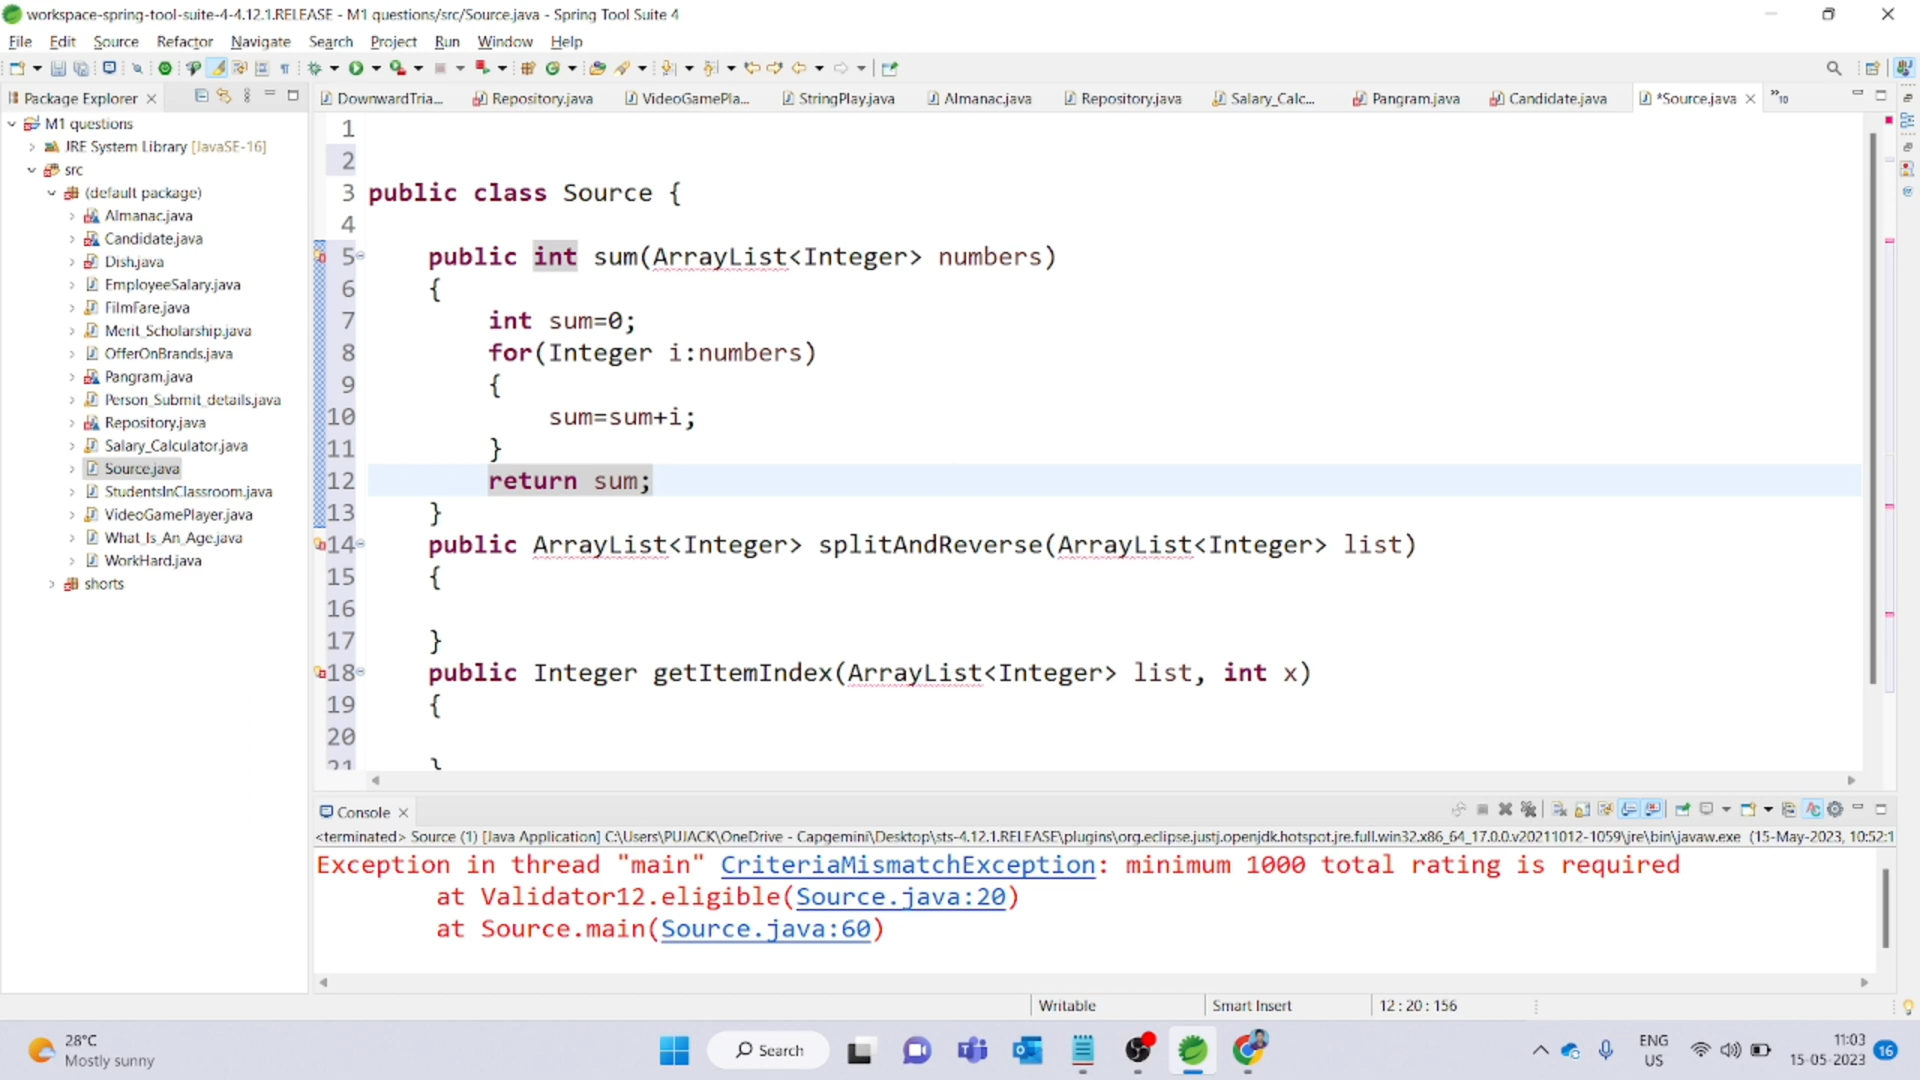 workspace-spring-tool-suite-4-4.12.1.RELEASE - M1 questions/src/Source.java - Spring Tool Suite 4
File Edit Source Refactor Navigate Search Project Run Window Help
Package Explorer
DownwardTria... Repository.java VideoGamePla... StringPlay.java Almanac.java Repository.java Salary_Calc... Pangram.java Candidate.java *Source.java »10
M1 questions
JRE System Library [JavaSE-16]
src
(default package)
Almanac.java
Candidate.java
Dish.java
EmployeeSalary.java
FilmFare.java
Merit_Scholarship.java
OfferOnBrands.java
Pangram.java
Person_Submit_details.java
Repository.java
Salary_Calculator.java
Source.java
StudentsInClassroom.java
VideoGamePlayer.java
What_Is_An_Age.java
WorkHard.java
shorts
1
2
3 public class Source {
4
5 public int sum(ArrayList<Integer> numbers)
6 {
7 int sum=0;
8 for(Integer i:numbers)
9 {
10 sum=sum+i;
11 }
12 return sum;
13 }
14 public ArrayList<Integer> splitAndReverse(ArrayList<Integer> list)
15 {
16
17 }
18 public Integer getItemIndex(ArrayList<Integer> list, int x)
19 {
20
21 }
Console
<terminated> Source (1) [Java Application] C:\Users\PUJACK\OneDrive - Capgemini\Desktop\sts-4.12.1.RELEASE\plugins\org.eclipse.justj.openjdk.hotspot.jre.full.win32.x86_64_17.0.0.v20211012-1059\jre\bin\javaw.exe (15-May-2023, 10:52:1
Exception in thread "main" CriteriaMismatchException: minimum 1000 total rating is required
at Validator12.eligible(Source.java:20)
at Source.main(Source.java:60)
Writable Smart Insert 12 : 20 : 156
28°C
Mostly sunny
Search
ENG
US
11:03
15-05-2023
16